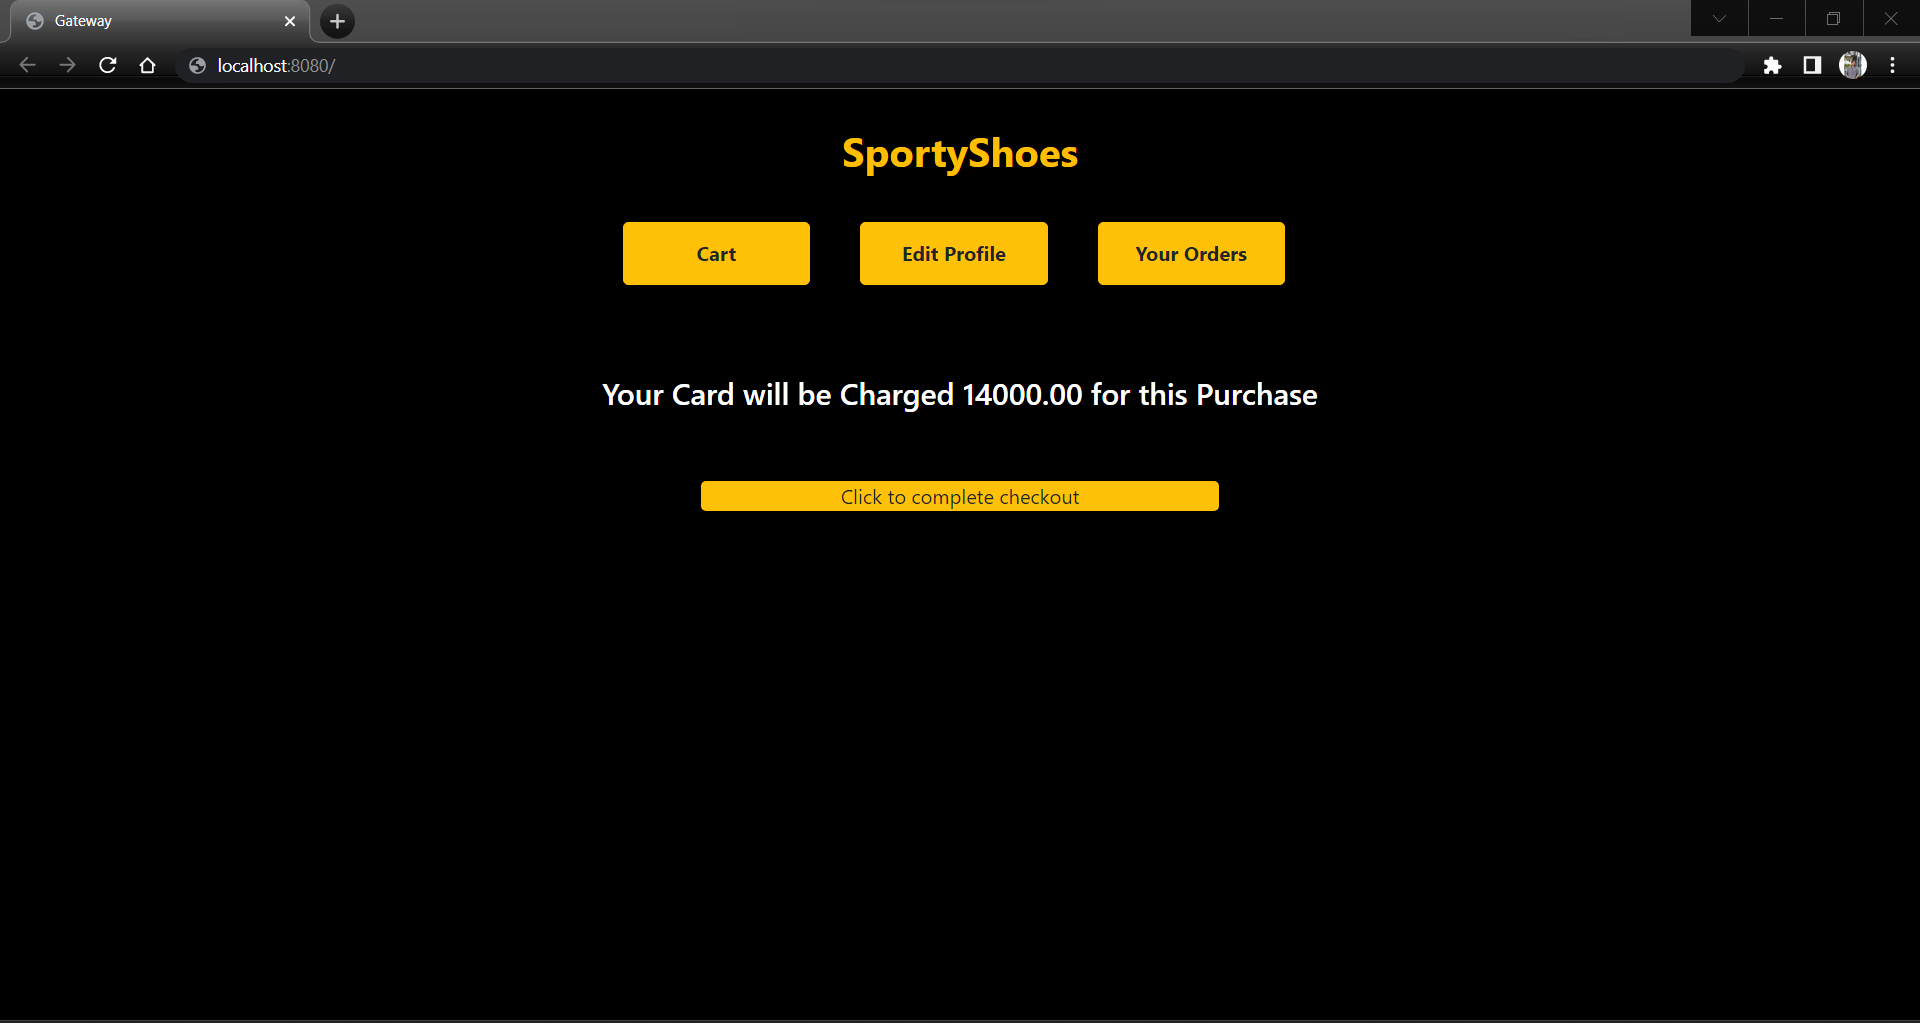 Gateway
localhost:8080/
SportyShoes
Cart
Edit Profile
Your Orders
Your Card will be Charged 14000.00 for this Purchase
Click to complete checkout